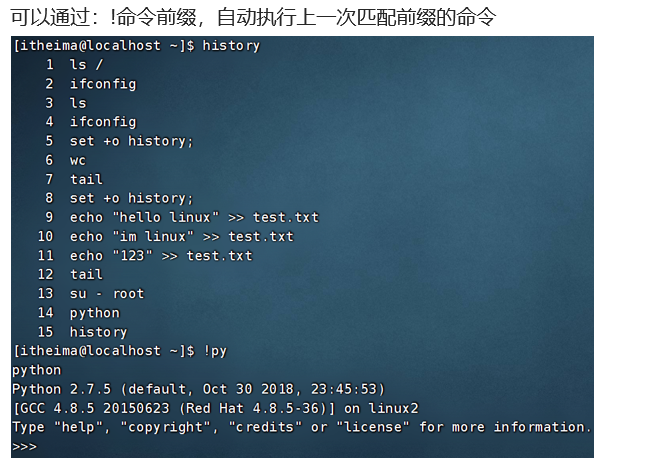 可以通过：!命令前缀，自动执行上一次匹配前缀的命令
[itheima@localhost ~]$ history
1 ls /
2 ifconfig
3 ls
4 ifconfig
5 set +o history;
6 wc
7 tail
8 set +o history;
9 echo "hello linux" >> test.txt
10 echo "im linux" >> test.txt
11 echo "123" >> test.txt
12 tail
13 su - root
14 python
15 history
[itheima@localhost ~]$ !py
python
Python 2.7.5 (default, Oct 30 2018, 23:45:53)
[GCC 4.8.5 20150623 (Red Hat 4.8.5-36)] on linux2
Type "help", "copyright", "credits" or "license" for more information.
>>>